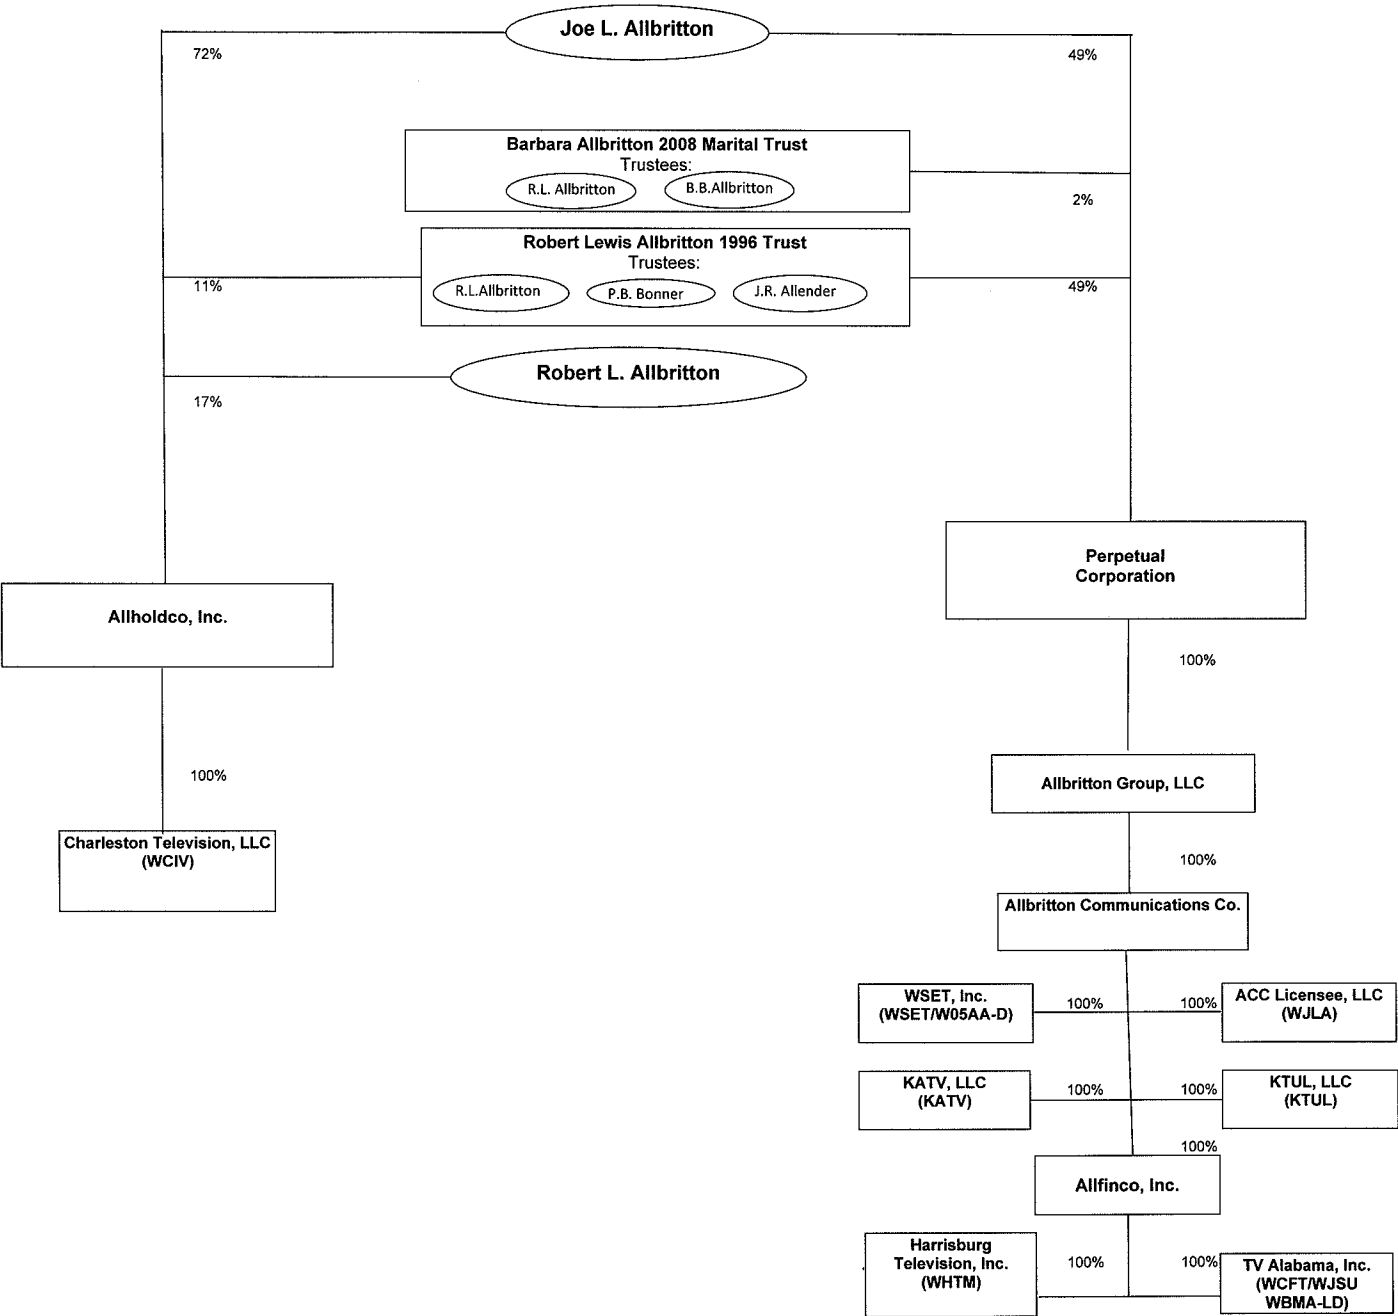 Joe L. Allbritton
72%
49%
Barbara Allbritton 2008 Marital Trust
Trustees:
R.L. Allbritton
B.B.Allbritton
2%
Robert Lewis Allbritton 1996 Trust
Trustees:
R.L.Allbritton
P.B. Bonner
J.R. Allender
11%
49%
Robert L. Allbritton
17%
Perpetual
Corporation
Allholdco, Inc.
100%
100%
Allbritton Group, LLC
Charleston Television, LLC
(WCIV)
100%
Allbritton Communications Co.
WSET, Inc.
(WSET/W05AA-D)
100%
100%
ACC Licensee, LLC
(WJLA)
KATV, LLC
(KATV)
100%
100%
KTUL, LLC
(KTUL)
100%
Allfinco, Inc.
Harrisburg
Television, Inc.
(WHTM)
100%
100%
TV Alabama, Inc.
(WCFT/WJSU
WBMA-LD)